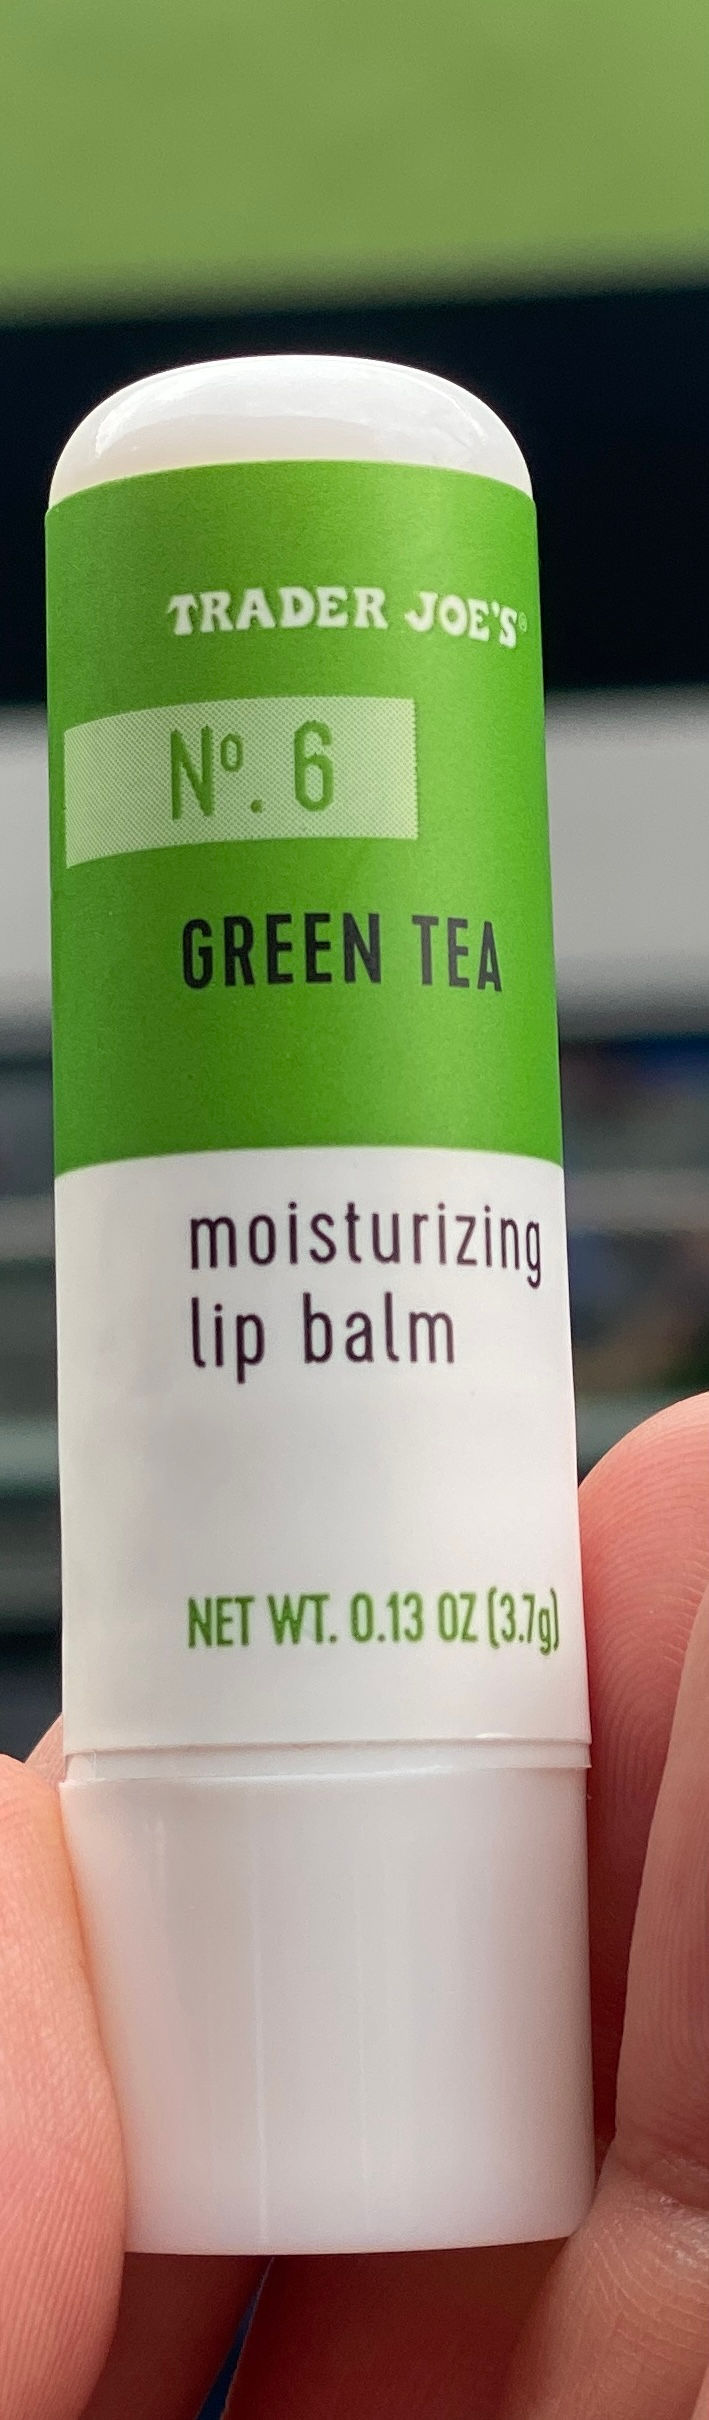 TRADER JOE'S®
Nº. 6
GREEN TEA
moisturizing
lip balm
NET WT. 0.13 OZ (3.7g)